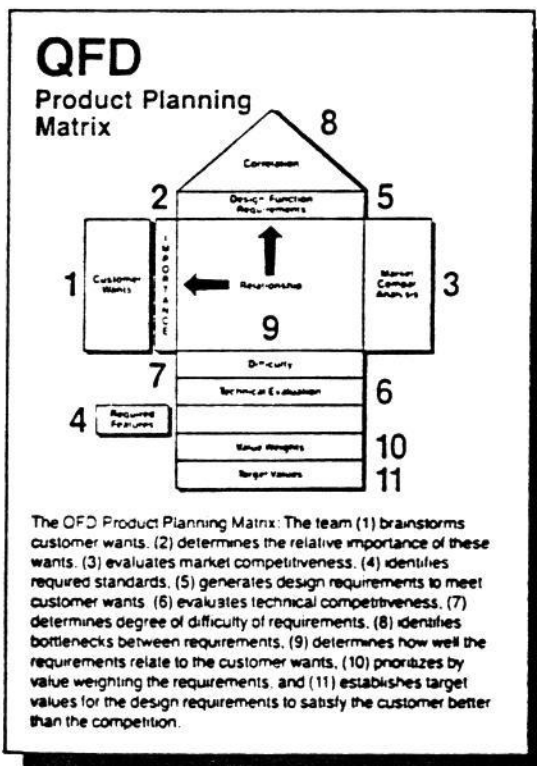 QFD
Product Planning
Matrix
8
Correlation
2
Design Function
Requirements
5
1
Customer
Wants
IMPORTANCE
Relationship
Market
Compar
Analysis
3
9
7
Difficulty
Technical Evaluation
6
4
Required
Features
Value Weights
10
Target Values
11
The QFD Product Planning Matrix: The team (1) brainstorms
customer wants, (2) determines the relative importance of these
wants. (3) evaluates market competitiveness, (4) identifies
required standards, (5) generates design requirements to meet
customer wants (6) evaluates technical competitiveness, (7)
determines degree of difficulty of requirements, (8) identifies
bottlenecks between requirements, (9) determines how well the
requirements relate to the customer wants, (10) prioritizes by
value weighting the requirements, and (11) establishes target
values for the design requirements to satisfy the customer better
than the competition.